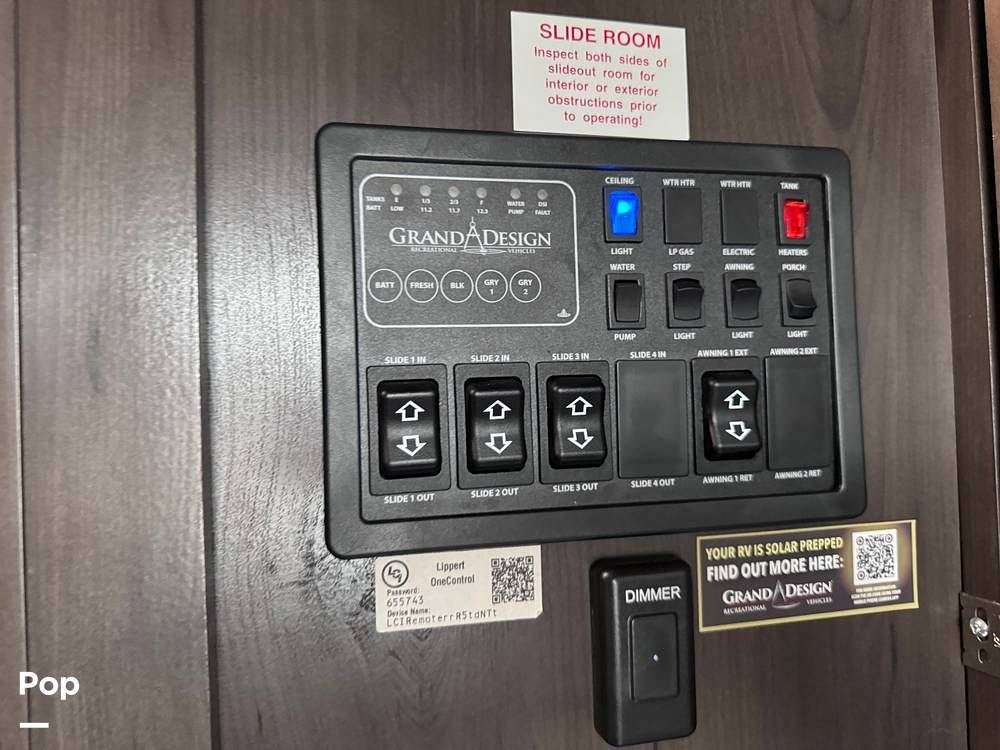 SLIDE ROOM
Inspect both sides of
slideout room for
interior or exterior
obstructions prior
to operating!
TANKS E 1/3 2/3 F WATER DSI
BATT LOW 11.2 11.7 12.3 PUMP FAULT
GRAND DESIGN
RECREATIONAL VEHICLES
BATT FRESH BLK GRY 1 GRY 2
CEILING WTR HTR WTR HTR TANK
LIGHT LP GAS ELECTRIC HEATERS
WATER STEP AWNING PORCH
PUMP LIGHT LIGHT LIGHT
SLIDE 1 IN SLIDE 2 IN SLIDE 3 IN SLIDE 4 IN AWNING 1 EXT AWNING 2 EXT
SLIDE 1 OUT SLIDE 2 OUT SLIDE 3 OUT SLIDE 4 OUT AWNING 1 RET AWNING 2 RET
LCI
Lippert
OneControl
Password:
655743
Device Name:
LCIRemoterrR5tdNTt
DIMMER
YOUR RV IS SOLAR PREPPED
FIND OUT MORE HERE:
GRAND DESIGN
RECREATIONAL VEHICLES
Pop